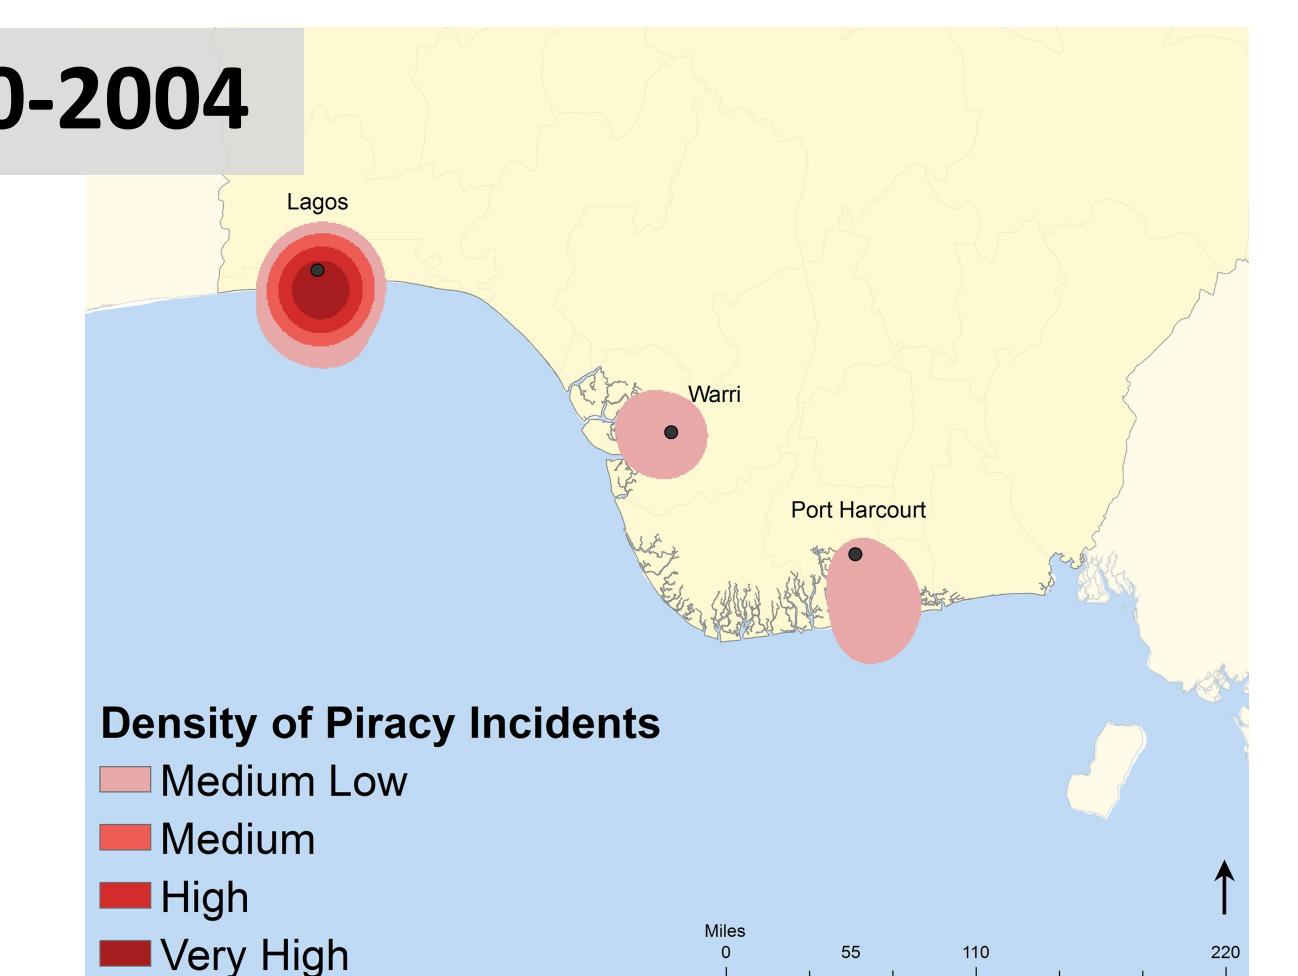 0-2004
Lagos
Warri
Port Harcourt
Density of Piracy Incidents
Medium Low
Medium
High
Very High
Miles
0 55 110 220